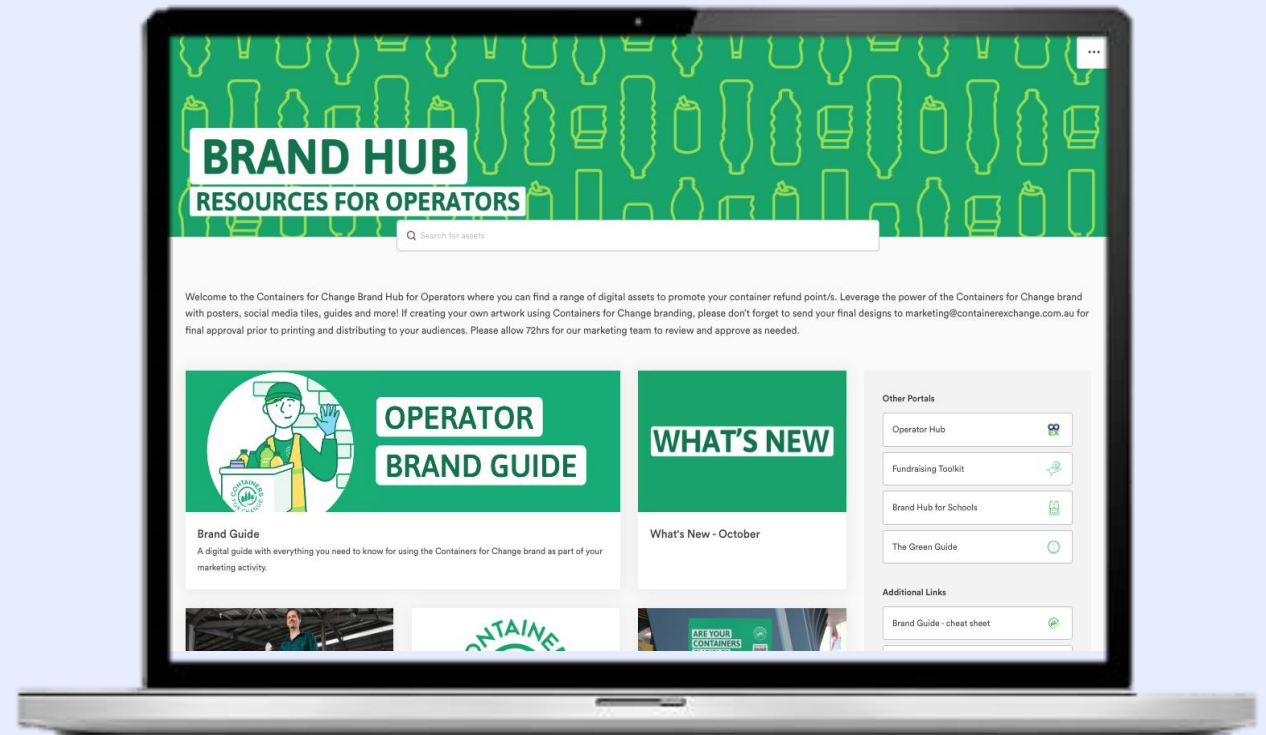 BRAND HUB
RESOURCES FOR OPERATORS
Search for assets
Welcome to the Containers for Change Brand Hub for Operators where you can find a range of digital assets to promote your container refund point/s. Leverage the power of the Containers for Change brand
with posters, social media tiles, guides and more! If creating your own artwork using Containers for Change branding, please don't forget to send your final designs to marketing@containerexchange.com.au for
final approval prior to printing and distributing to your audiences. Please allow 72hrs for our marketing team to review and approve as needed.
CONTAINERS
FOR CHANGE
OPERATOR
BRAND GUIDE
WHAT'S NEW
Brand Guide
A digital guide with everything you need to know for using the Containers for Change brand as part of your
marketing activity.
What's New - October
Other Portals
Operator Hub
Fundraising Toolkit
Brand Hub for Schools
The Green Guide
Additional Links
Brand Guide - cheat sheet
ARE YOUR
CONTAINERS